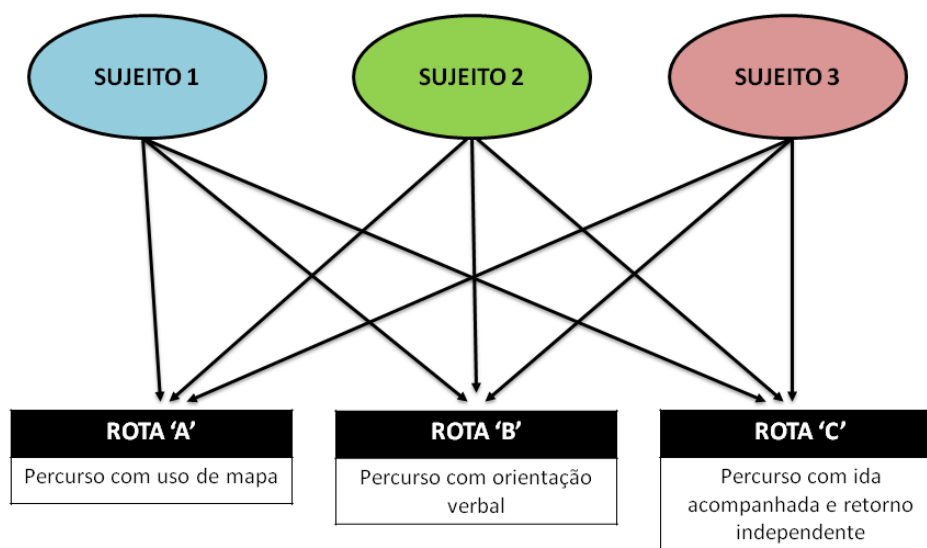 SUJEITO 1
SUJEITO 2
SUJEITO 3
ROTA ‘A’
Percurso com uso de mapa
ROTA ‘B’
Percurso com orientação
verbal
ROTA ‘C’
Percurso com ida
acompanhada e retorno
independente